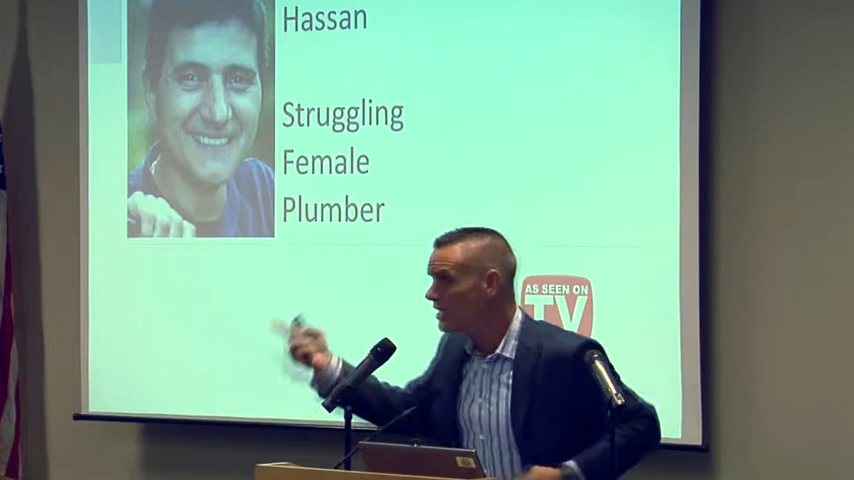 Hassan
Struggling
Female
Plumber
AS SEEN ON
TV